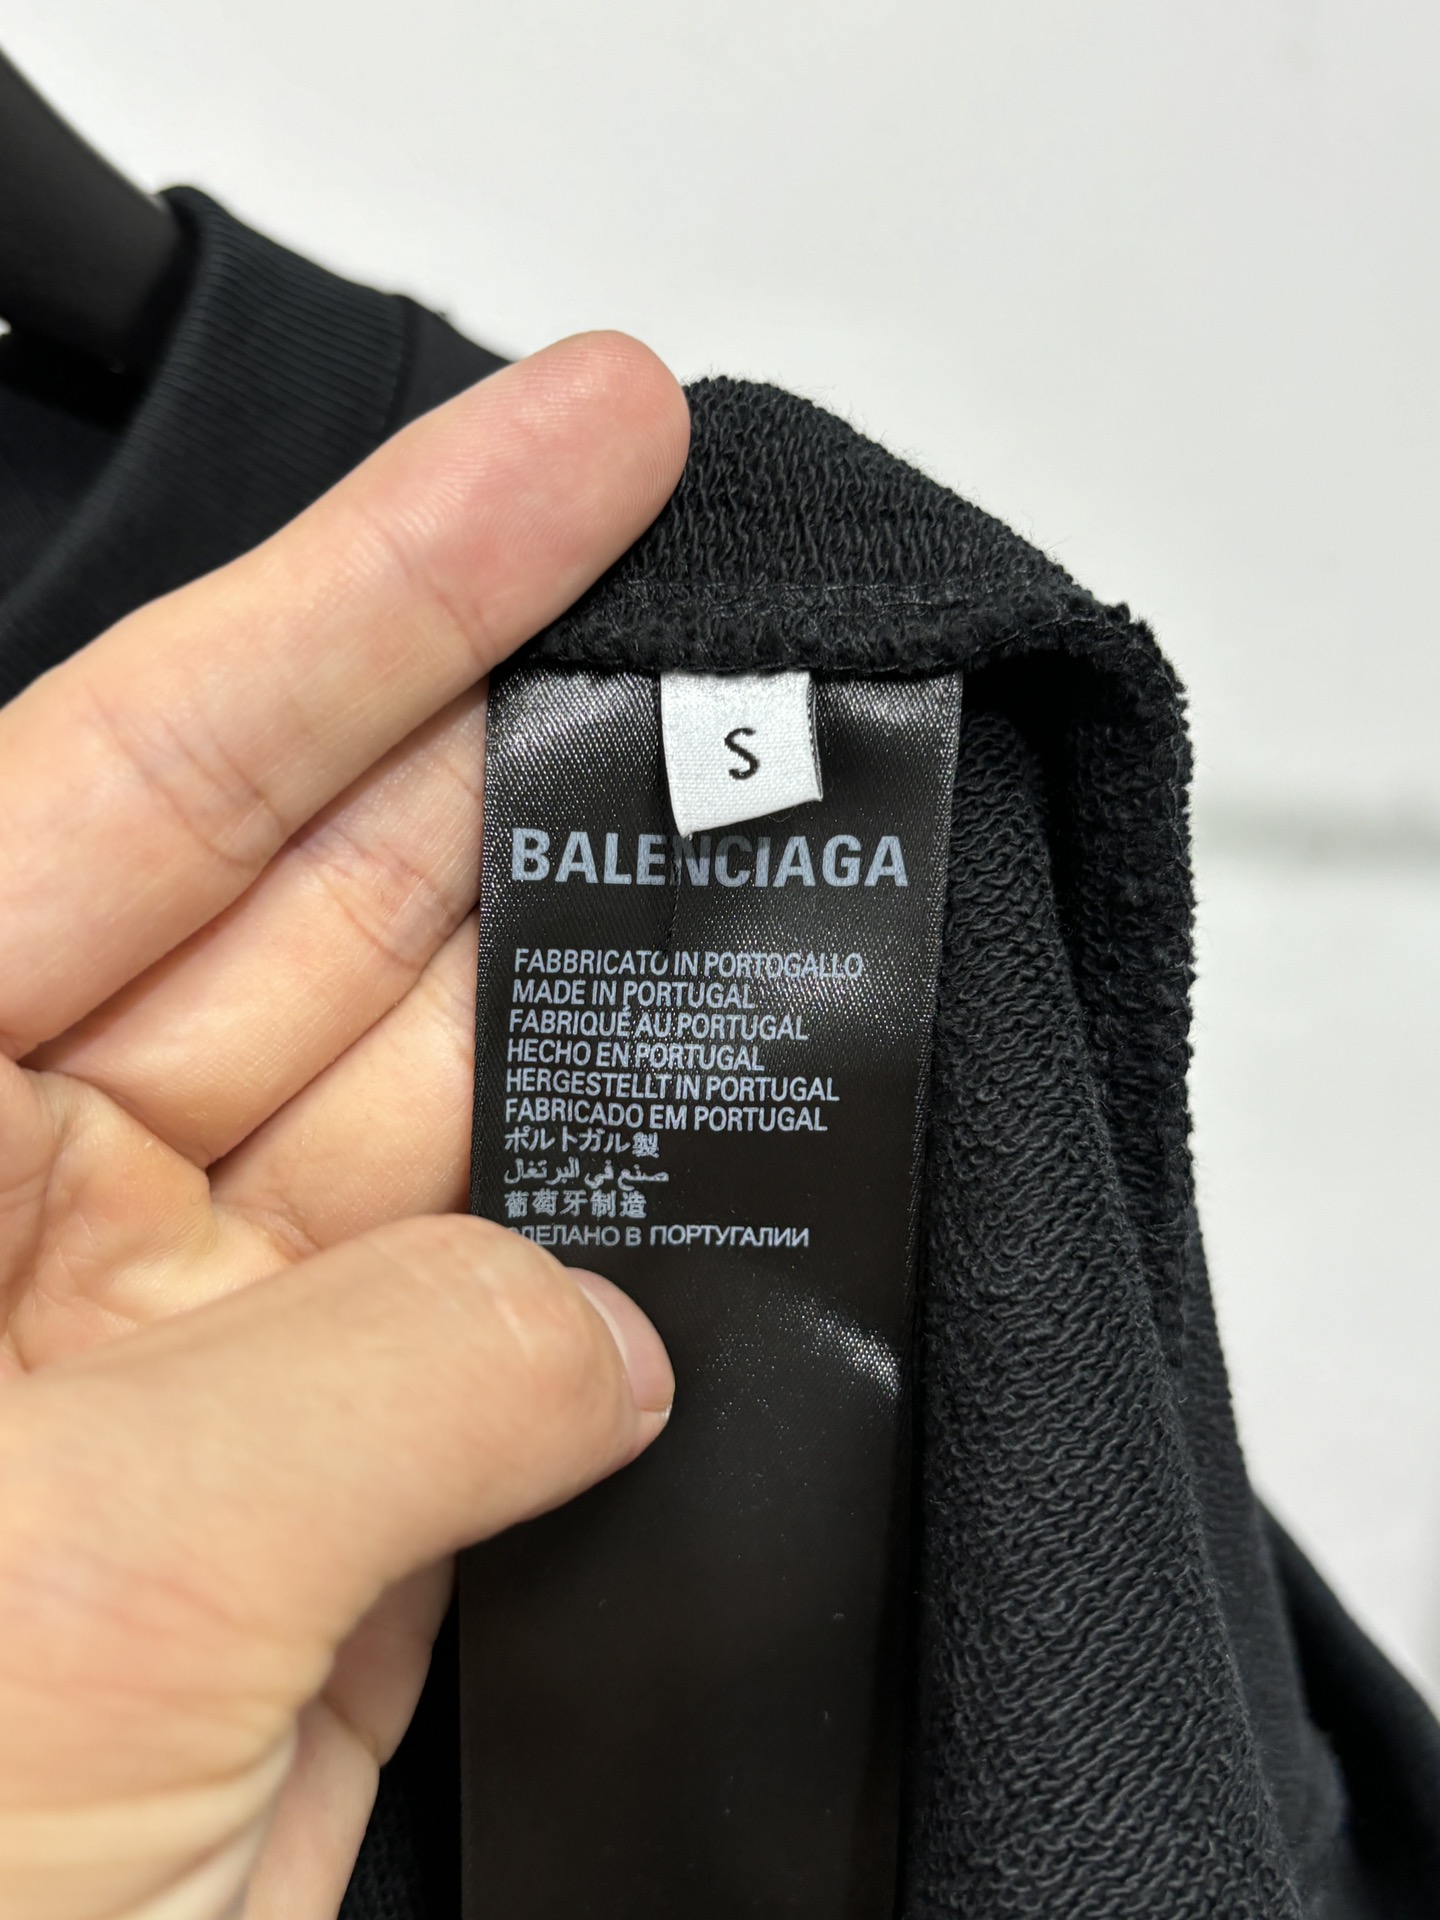 S
BALENCIAGA
FABBRICATO IN PORTOGALLO
MADE IN PORTUGAL
FABRIQUÉ AU PORTUGAL
HECHO EN PORTUGAL
HERGESTELLT IN PORTUGAL
FABRICADO EM PORTUGAL
ポルトガル製
صنع في البرتغال
葡萄牙制造
СДЕЛАНО В ПОРТУГАЛИИ